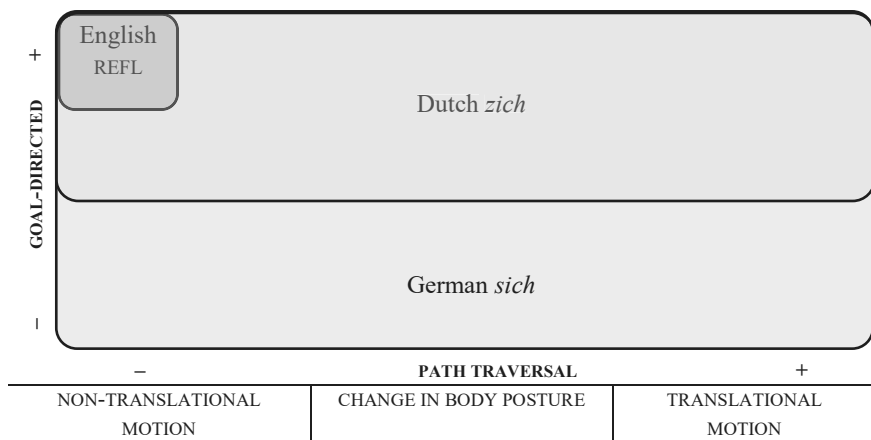 English
REFL
Dutch zich
German sich
+
GOAL-DIRECTED
–
– PATH TRAVERSAL +
NON-TRANSLATIONAL MOTION
CHANGE IN BODY POSTURE
TRANSLATIONAL MOTION